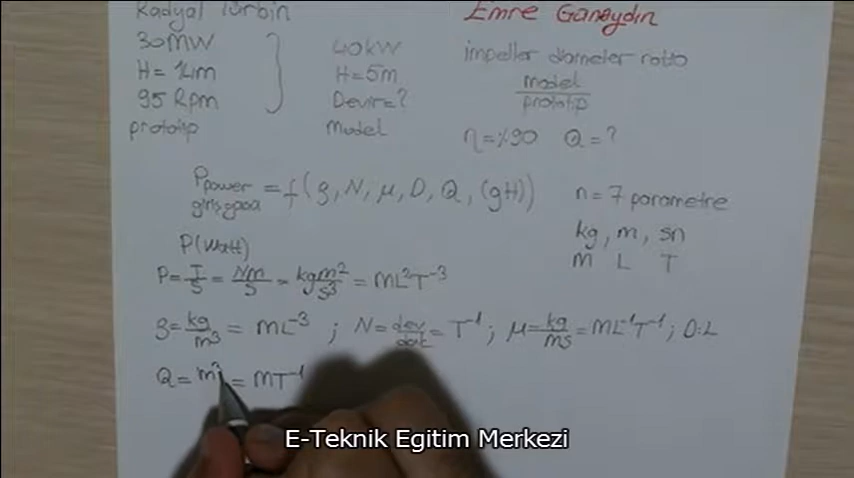 Radyal Türbin
Emre Günaydın
30MW
40kW
impeller diameter ratio
H=14m
H=5m
model
95 Rpm
Devir=?
prototip
prototip
Model
η=%90 Q=?
Ppower = f(ρ, N, μ, D, Q, (gH))
giriş gücü
n=7 parametre
kg, m, sn
M L T
P(Watt)
P= J/s = Nm/s = kgm²/s³ = ML²T⁻³
ρ= kg/m³ = ML⁻³ ; N= dev/dak = T⁻¹ ; μ= kg/ms = ML⁻¹T⁻¹ ; D:L
Q = m³ = MT⁻¹
E-Teknik Egitim Merkezi